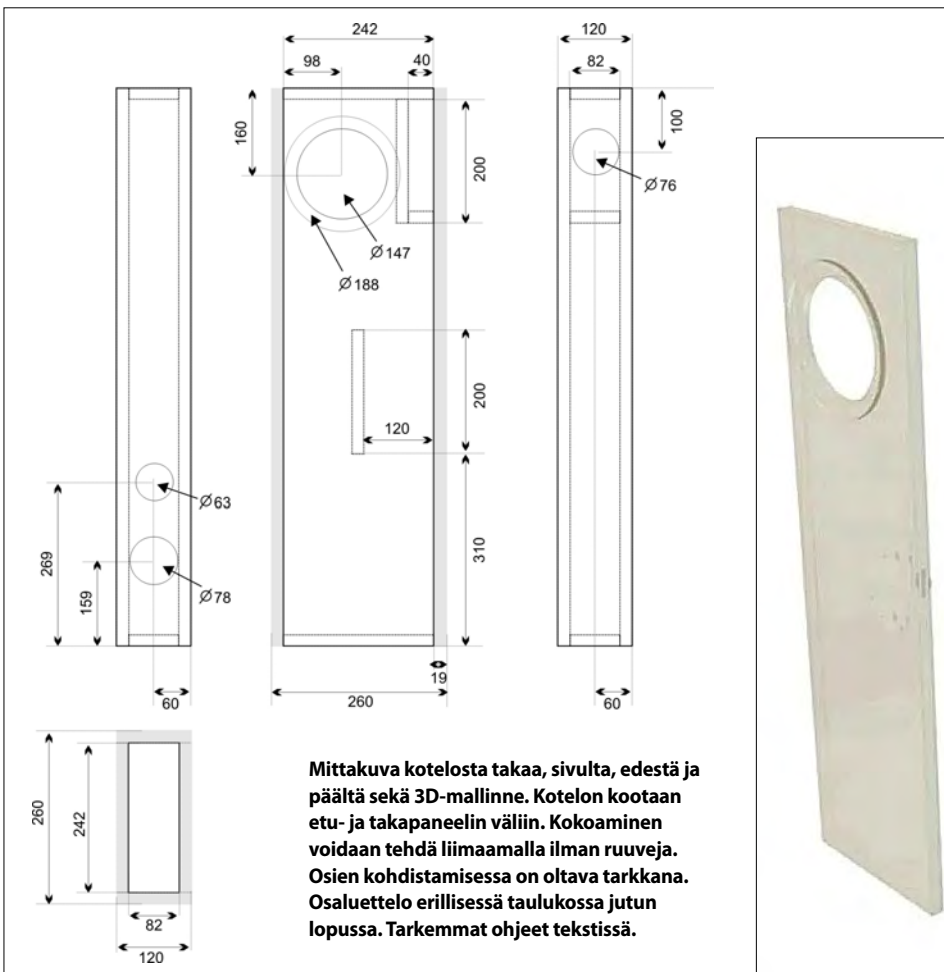 242
98
40
160
200
Ø147
Ø188
200
120
310
19
260
120
82
100
Ø76
60
Ø63
269
159
Ø78
60
260
242
82
120
Mittakuva kotelosta takaa, sivulta, edestä ja
päältä sekä 3D-mallinne. Kotelon kootaan
etu- ja takapaneelin väliin. Kokoaminen
voidaan tehdä liimaamalla ilman ruuveja.
Osien kohdistamisessa on oltava tarkkana.
Osaluettelo erillisessä taulukossa jutun
lopussa. Tarkemmat ohjeet tekstissä.